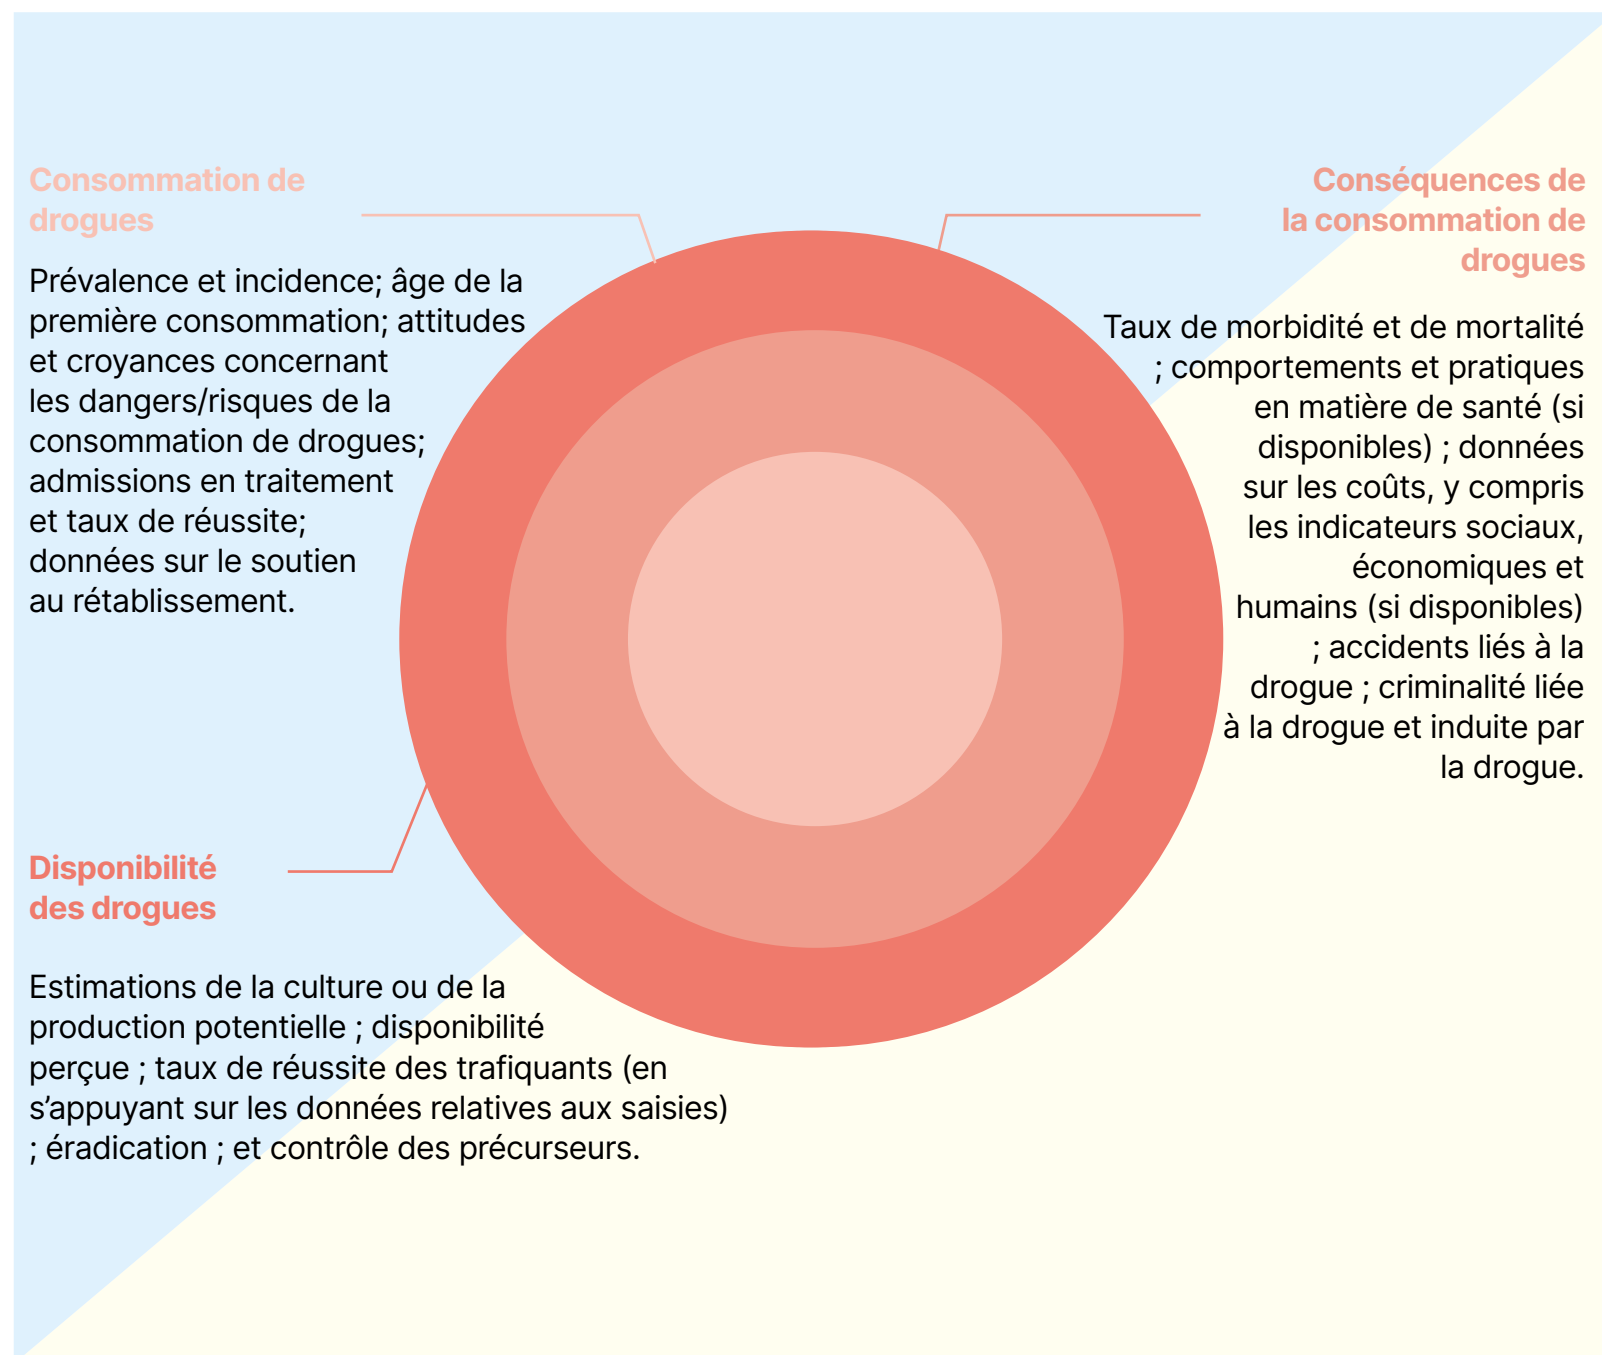 Consommation de
drogues
Prévalence et incidence; âge de la
première consommation; attitudes
et croyances concernant
les dangers/risques de la
consommation de drogues;
admissions en traitement
et taux de réussite;
données sur le soutien
au rétablissement.
Conséquences de
la consommation de
drogues
Taux de morbidité et de mortalité
; comportements et pratiques
en matière de santé (si
disponibles) ; données
sur les coûts, y compris
les indicateurs sociaux,
économiques et
humains (si disponibles)
; accidents liés à la
drogue ; criminalité liée
à la drogue et induite par
la drogue.
Disponibilité
des drogues
Estimations de la culture ou de la
production potentielle ; disponibilité
perçue ; taux de réussite des trafiquants (en
s’appuyant sur les données relatives aux saisies)
; éradication ; et contrôle des précurseurs.